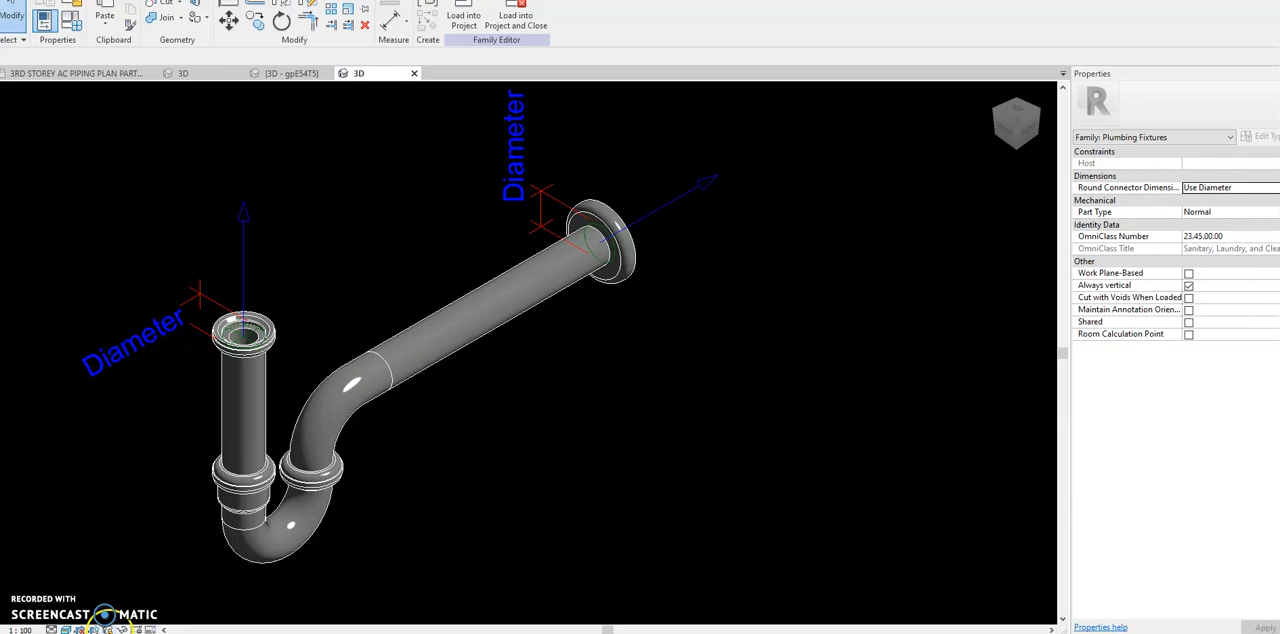 Modify
Paste
Cut
Join
Load into
Project
Load into
Project and Close
elect
Properties
Clipboard
Geometry
Modify
Measure
Create
Family Editor
3RD STOREY AC PIPING PLAN PART...
3D
{3D - gpE54T5}
3D
Properties
R
Family: Plumbing Fixtures
Edit Ty
Constraints
Host
Dimensions
Round Connector Dimensi... Use Diameter
Mechanical
Part Type Normal
Identity Data
OmniClass Number 23.45.00.00
OmniClass Title Sanitary, Laundry, and Clea
Other
Work Plane-Based
Always vertical
Cut with Voids When Loaded
Maintain Annotation Orien...
Shared
Room Calculation Point
Diameter
Diameter
RECORDED WITH
SCREENCAST MATIC
1 : 100
Properties help
Apply